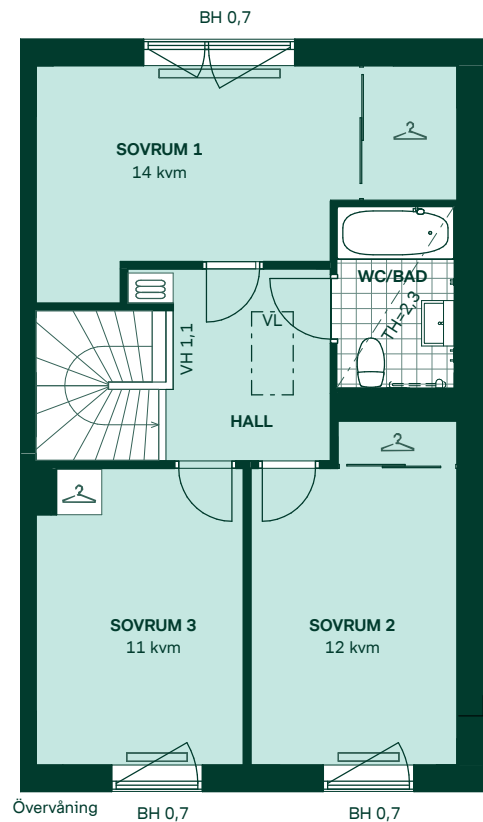 BH 0,7
SOVRUM 1
14 kvm
WC/BAD
TH=2,3
VL
VH 1,1
HALL
SOVRUM 3
11 kvm
SOVRUM 2
12 kvm
Övervåning
BH 0,7
BH 0,7